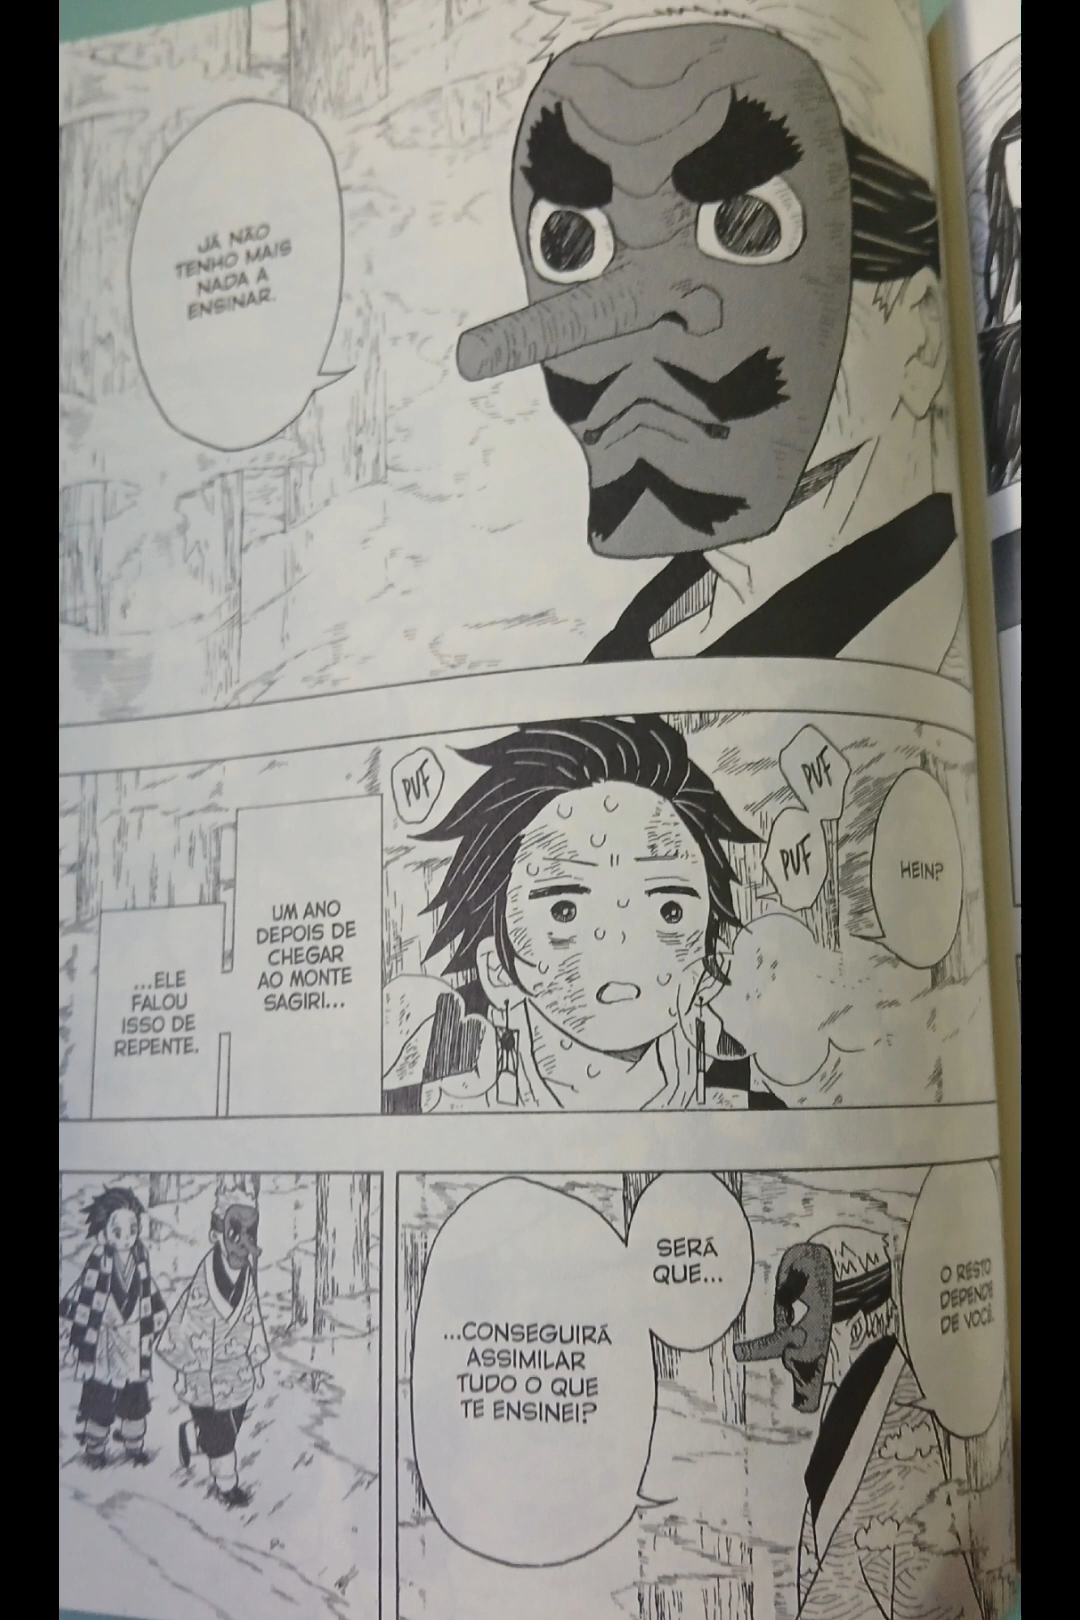 JÁ NÃO
TENHO MAIS
NADA A
ENSINAR.
HEIN?
PUF
PUF
PUF
UM ANO
DEPOIS DE
CHEGAR
AO MONTE
SAGIRI...
...ELE
FALOU
ISSO DE
REPENTE.
O RESTO
DEPENDE
DE VOCÊ.
SERÁ
QUE...
...CONSEGUIRÁ
ASSIMILAR
TUDO O QUE
TE ENSINEI?